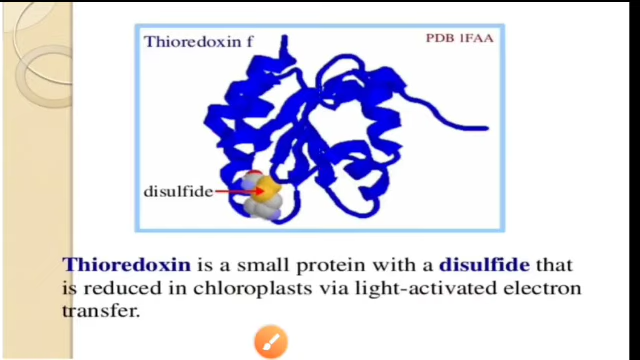 Thioredoxin f
PDB 1FAA
disulfide
Thioredoxin is a small protein with a disulfide that
is reduced in chloroplasts via light-activated electron
transfer.